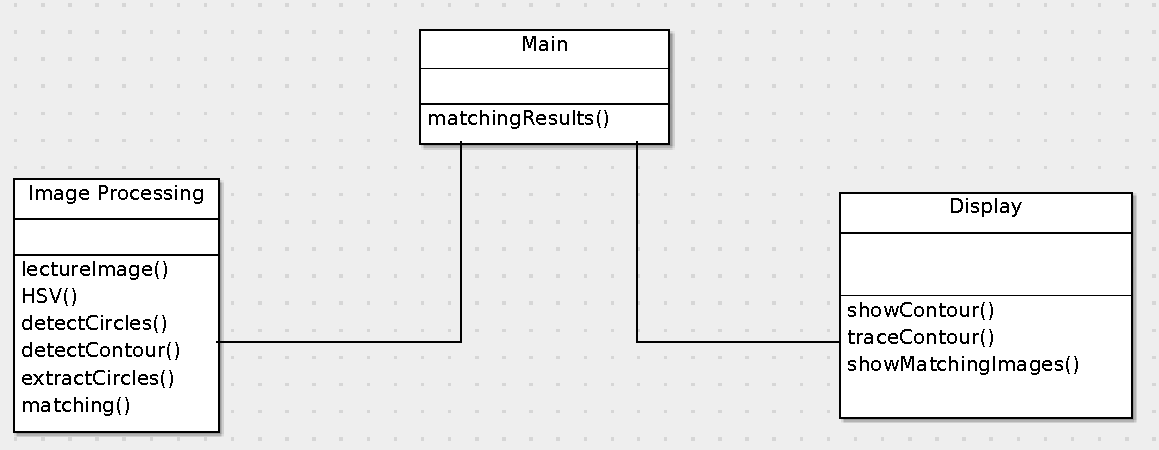 Main
matchingResults()
Image Processing
lectureImage()
HSV()
detectCircles()
detectContour()
extractCircles()
matching()
Display
showContour()
traceContour()
showMatchingImages()